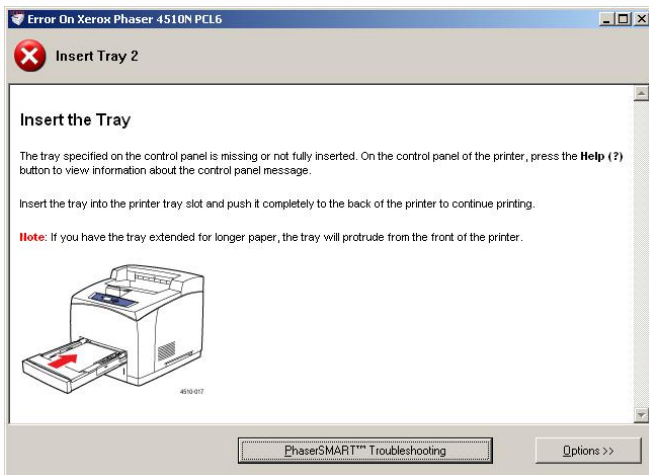 Error On Xerox Phaser 4510N PCL6
Insert Tray 2
Insert the Tray
The tray specified on the control panel is missing or not fully inserted. On the control panel of the printer, press the Help (?)
button to view information about the control panel message.
Insert the tray into the printer tray slot and push it completely to the back of the printer to continue printing.
Note: If you have the tray extended for longer paper, the tray will protrude from the front of the printer.
4510-017
PhaserSMART™ Troubleshooting
Options >>